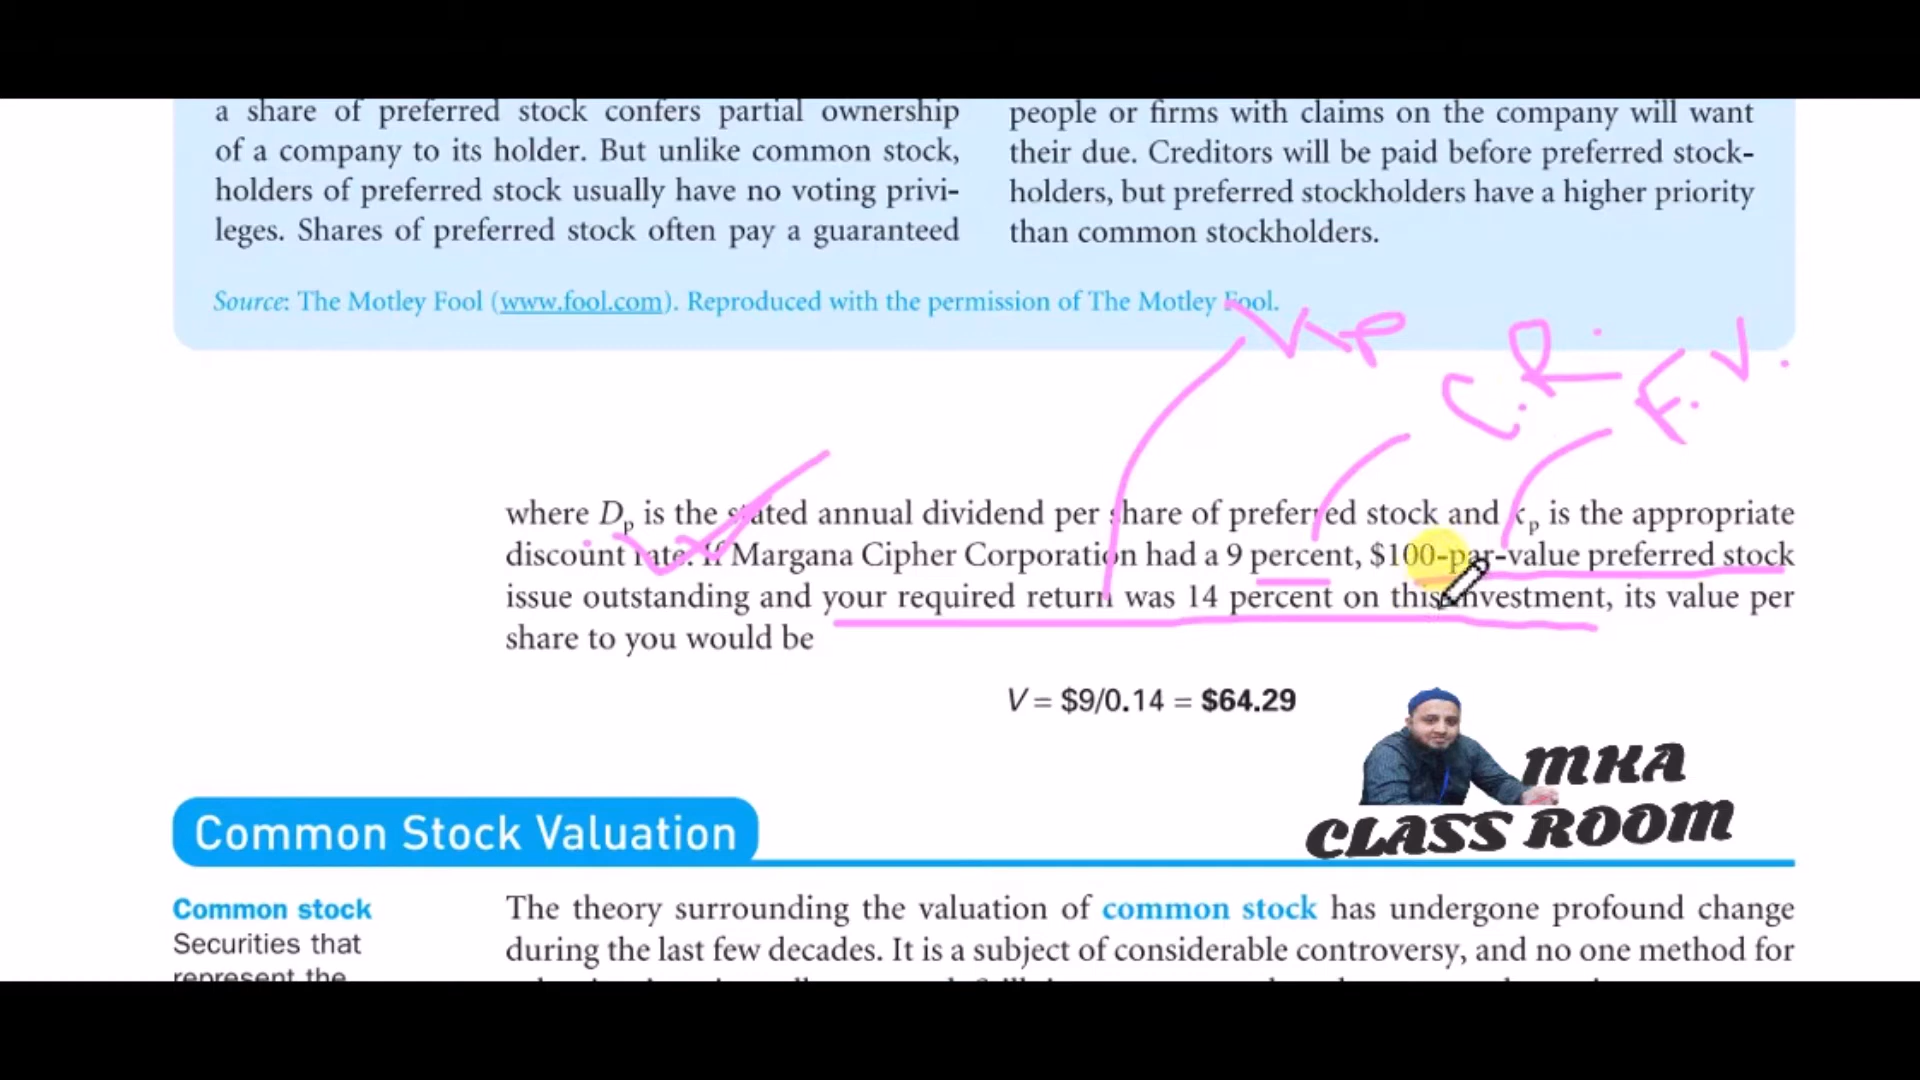 a share of preferred stock confers partial ownership
of a company to its holder. But unlike common stock,
holders of preferred stock usually have no voting privi-
leges. Shares of preferred stock often pay a guaranteed
people or firms with claims on the company will want
their due. Creditors will be paid before preferred stock-
holders, but preferred stockholders have a higher priority
than common stockholders.
Source: The Motley Fool (www.fool.com). Reproduced with the permission of The Motley Fool.
Kp
C.R.
F.V.
where Dp is the stated annual dividend per share of preferred stock and kp is the appropriate
discount rate. If Margana Cipher Corporation had a 9 percent, $100-par-value preferred stock
issue outstanding and your required return was 14 percent on this investment, its value per
share to you would be
V = $9/0.14 = $64.29
MKA
CLASS ROOM
Common Stock Valuation
Common stock
Securities that
represent the
The theory surrounding the valuation of common stock has undergone profound change
during the last few decades. It is a subject of considerable controversy, and no one method for